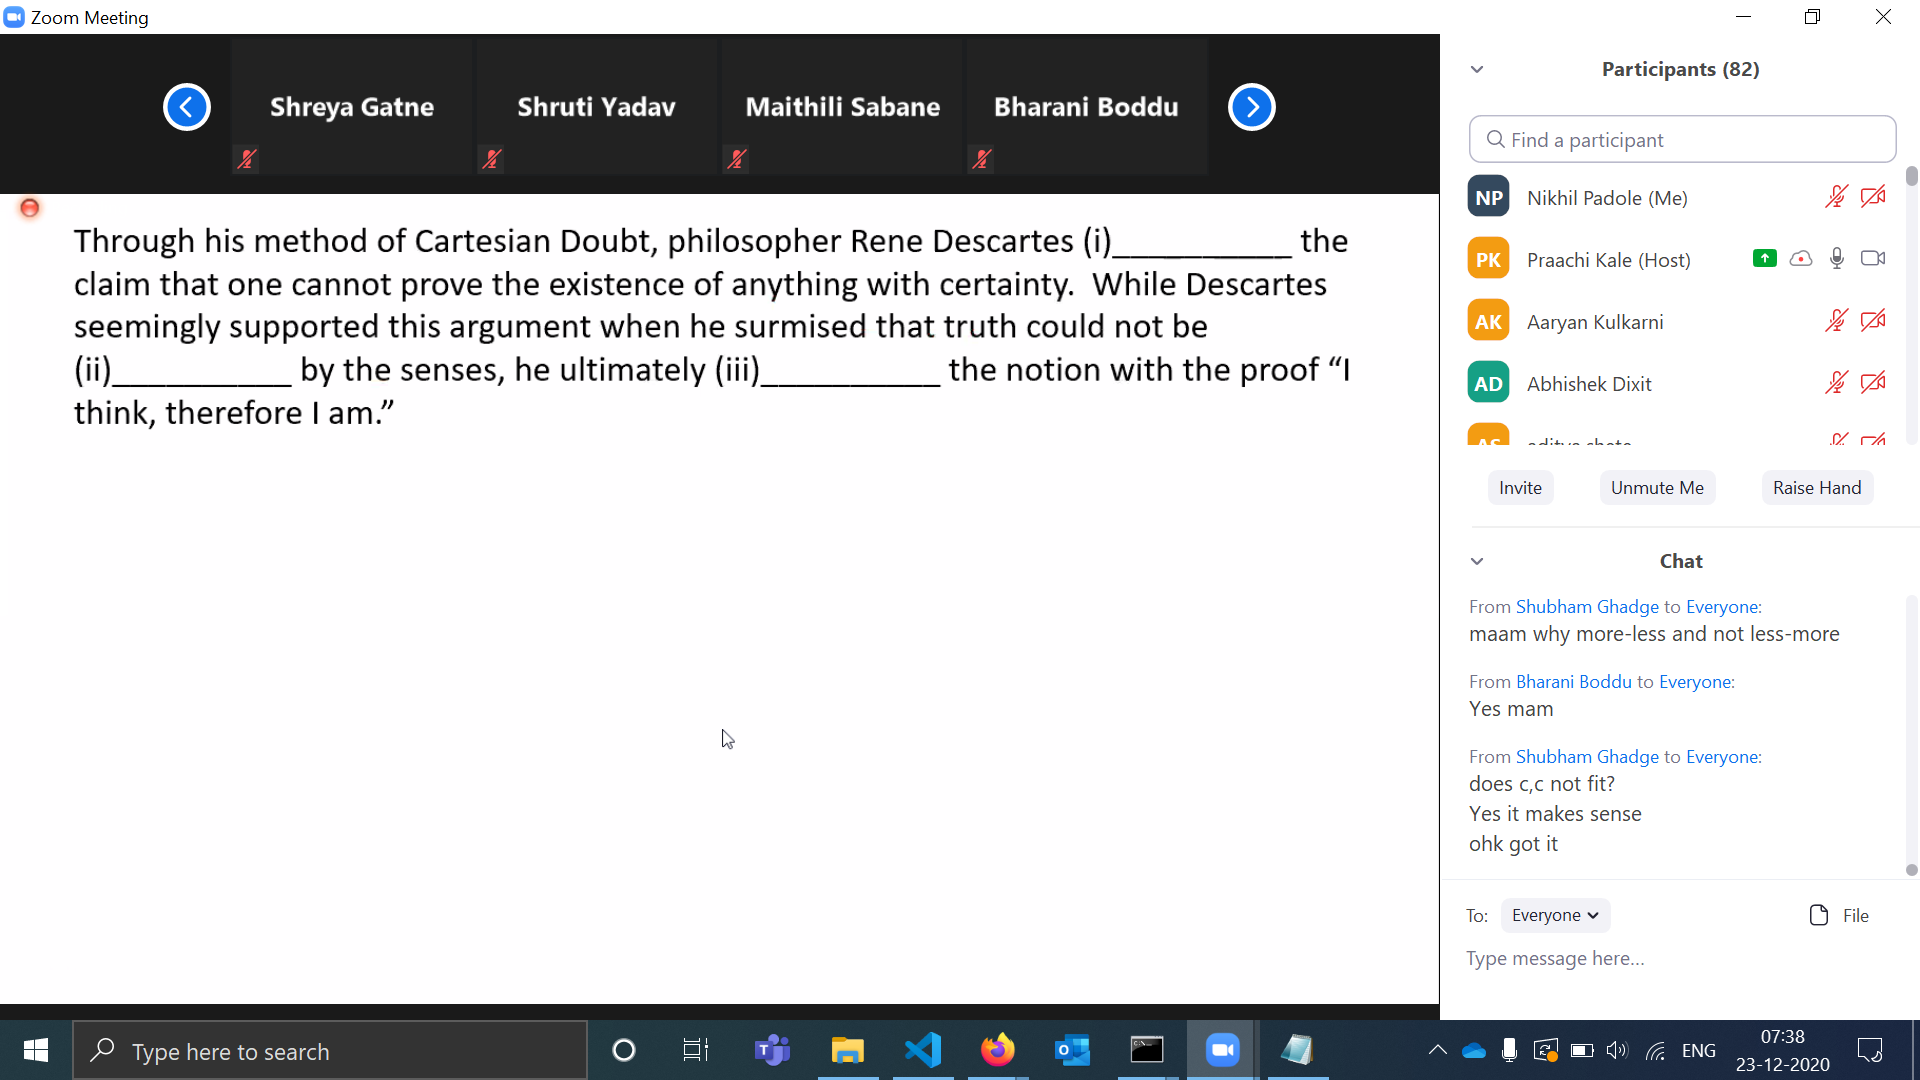 Zoom Meeting
Shreya Gatne
Shruti Yadav
Maithili Sabane
Bharani Boddu
Through his method of Cartesian Doubt, philosopher Rene Descartes (i)__________ the
claim that one cannot prove the existence of anything with certainty. While Descartes
seemingly supported this argument when he surmised that truth could not be
(ii)__________ by the senses, he ultimately (iii)__________ the notion with the proof “I
think, therefore I am.”
Participants (82)
Find a participant
NP Nikhil Padole (Me)
PK Praachi Kale (Host)
AK Aaryan Kulkarni
AD Abhishek Dixit
Invite
Unmute Me
Raise Hand
Chat
From Shubham Ghadge to Everyone:
maam why more-less and not less-more
From Bharani Boddu to Everyone:
Yes mam
From Shubham Ghadge to Everyone:
does c,c not fit?
Yes it makes sense
ohk got it
To: Everyone
File
Type message here...
Type here to search
ENG
07:38
23-12-2020